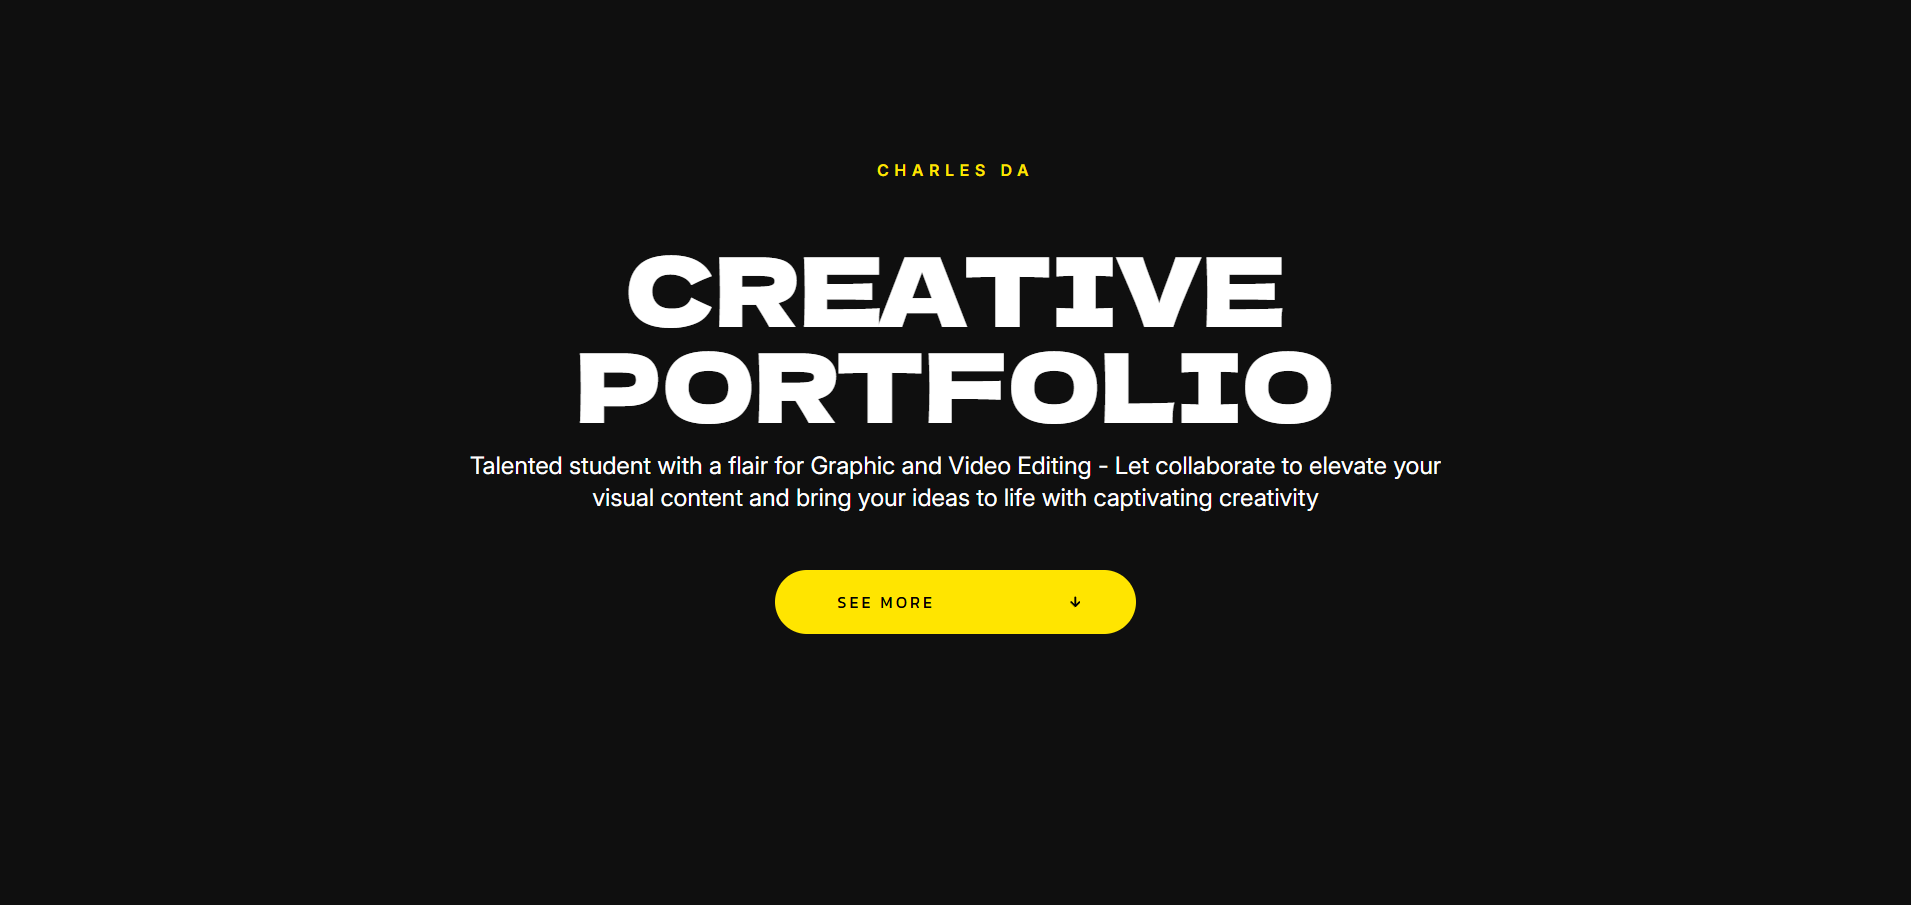 CHARLES DA
CREATIVE
PORTFOLIO
Talented student with a flair for Graphic and Video Editing - Let collaborate to elevate your
visual content and bring your ideas to life with captivating creativity
SEE MORE